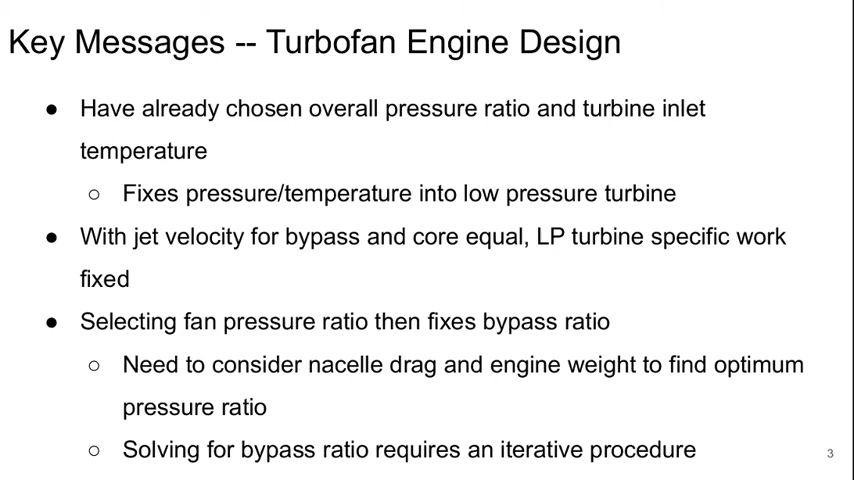 Key Messages -- Turbofan Engine Design
● Have already chosen overall pressure ratio and turbine inlet
temperature
○ Fixes pressure/temperature into low pressure turbine
● With jet velocity for bypass and core equal, LP turbine specific work
fixed
● Selecting fan pressure ratio then fixes bypass ratio
○ Need to consider nacelle drag and engine weight to find optimum
pressure ratio
○ Solving for bypass ratio requires an iterative procedure
3